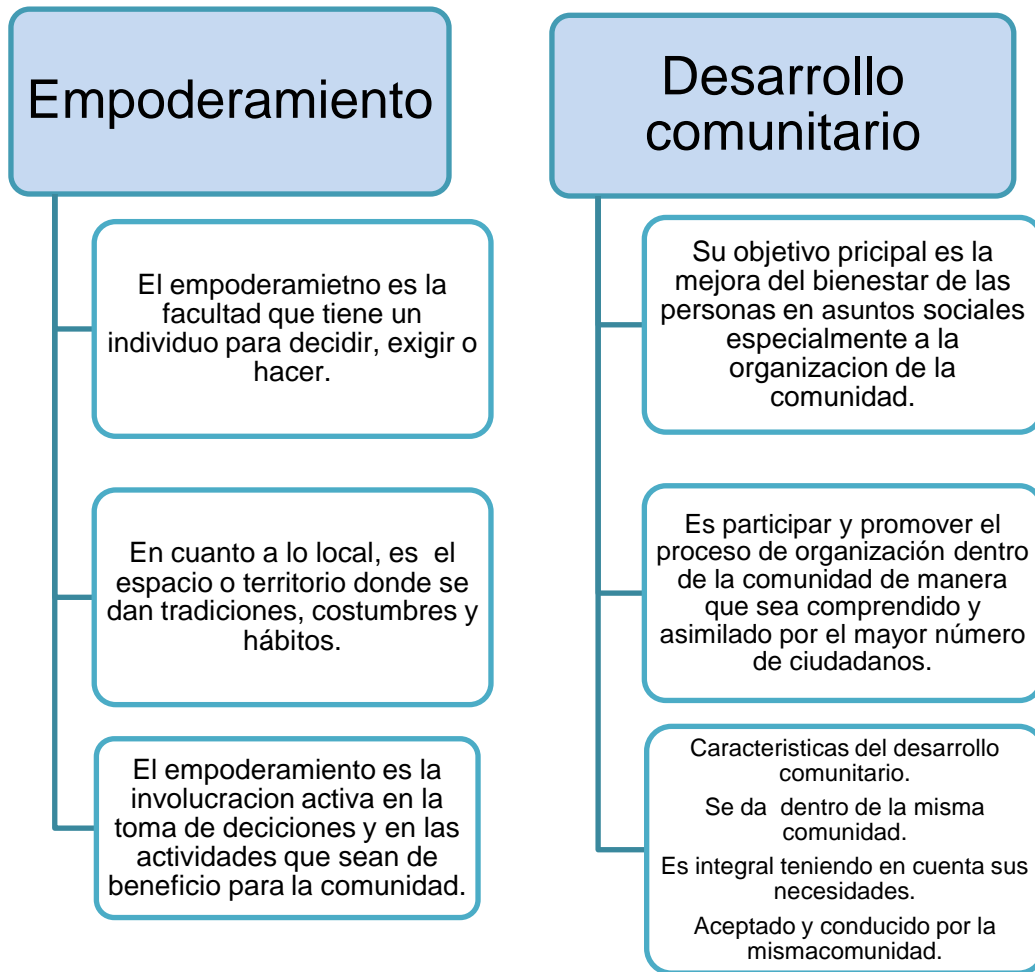 Empoderamiento
El empoderamietno es la
facultad que tiene un
individuo para decidir, exigir o
hacer.
En cuanto a lo local, es  el
espacio o territorio donde se
dan tradiciones, costumbres y
hábitos.
El empoderamiento es la
involucracion activa en la
toma de deciciones y en las
actividades que sean de
beneficio para la comunidad.
Desarrollo
comunitario
Su objetivo pricipal es la
mejora del bienestar de las
personas en asuntos sociales
especialmente a la
organizacion de la
comunidad.
Es participar y promover el
proceso de organización dentro
de la comunidad de manera
que sea comprendido y
asimilado por el mayor número
de ciudadanos.
Caracteristicas del desarrollo
comunitario.
Se da  dentro de la misma
comunidad.
Es integral teniendo en cuenta sus
necesidades.
Aceptado y conducido por la
mismacomunidad.